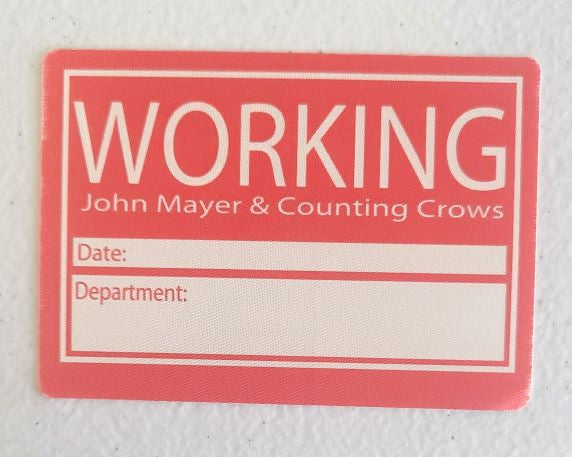 WORKING
John Mayer & Counting Crows
Date:
Department: